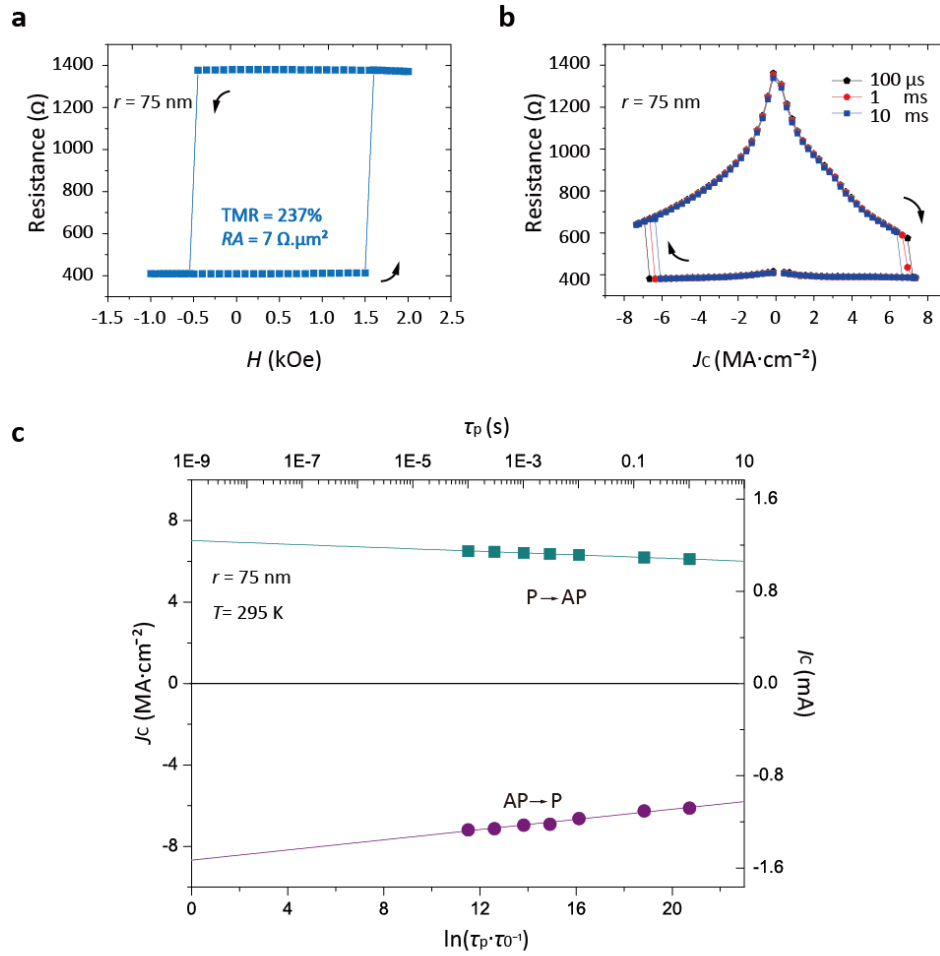 a
Resistance (Ω)
1400
1200
1000
800
600
400
r = 75 nm
TMR = 237%
RA = 7 Ω.µm²
-1.5 -1.0 -0.5 0 0.5 1.0 1.5 2.0
H (kOe)
b
Resistance (Ω)
1400
1200
1000
800
600
400
r = 75 nm
100 µs
1 ms
10 ms
-8 -6 -4 -2 0 2 4 6 8
JC (MA·cm⁻²)
c
τp (s)
1E-9 1E-7 1E-5 1E-3 0.1 10
JC (MA·cm⁻²)
8
4
0
-4
-8
r = 75 nm
T= 295 K
P→AP
AP→P
1.6
0.8
0.0
-0.8
-1.6
IC (mA)
0 4 8 12 16 20
ln(τp·τ0⁻¹)